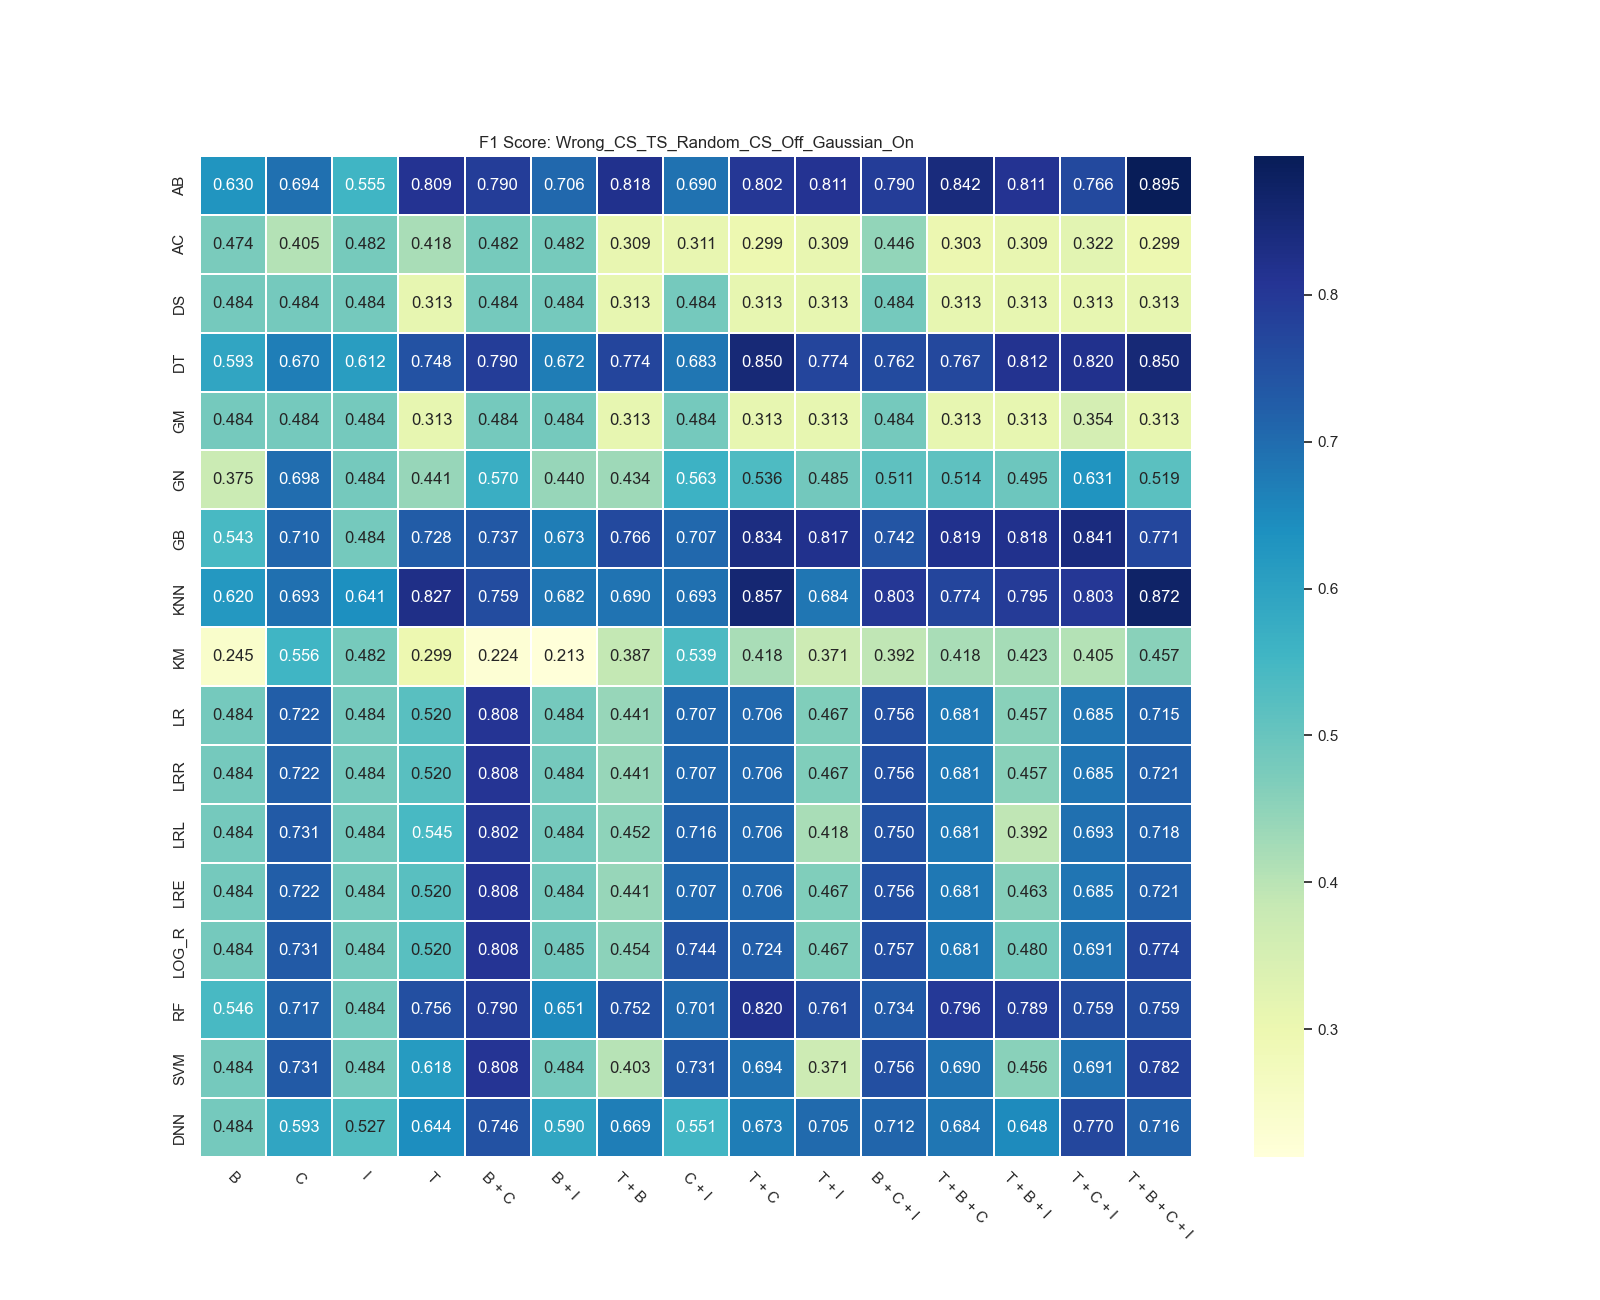 F1 Score: Wrong_CS_TS_Random_CS_Off_Gaussian_On
AB 0.630 0.694 0.555 0.809 0.790 0.706 0.818 0.690 0.802 0.811 0.790 0.842 0.811 0.766 0.895
AC 0.474 0.405 0.482 0.418 0.482 0.482 0.309 0.311 0.299 0.309 0.446 0.303 0.309 0.322 0.299
DS 0.484 0.484 0.484 0.313 0.484 0.484 0.313 0.484 0.313 0.313 0.484 0.313 0.313 0.313 0.313
DT 0.593 0.670 0.612 0.748 0.790 0.672 0.774 0.683 0.850 0.774 0.762 0.767 0.812 0.820 0.850
GM 0.484 0.484 0.484 0.313 0.484 0.484 0.313 0.484 0.313 0.313 0.484 0.313 0.313 0.354 0.313
GN 0.375 0.698 0.484 0.441 0.570 0.440 0.434 0.563 0.536 0.485 0.511 0.514 0.495 0.631 0.519
GB 0.543 0.710 0.484 0.728 0.737 0.673 0.766 0.707 0.834 0.817 0.742 0.819 0.818 0.841 0.771
KNN 0.620 0.693 0.641 0.827 0.759 0.682 0.690 0.693 0.857 0.684 0.803 0.774 0.795 0.803 0.872
KM 0.245 0.556 0.482 0.299 0.224 0.213 0.387 0.539 0.418 0.371 0.392 0.418 0.423 0.405 0.457
LR 0.484 0.722 0.484 0.520 0.808 0.484 0.441 0.707 0.706 0.467 0.756 0.681 0.457 0.685 0.715
LRR 0.484 0.722 0.484 0.520 0.808 0.484 0.441 0.707 0.706 0.467 0.756 0.681 0.457 0.685 0.721
LRL 0.484 0.731 0.484 0.545 0.802 0.484 0.452 0.716 0.706 0.418 0.750 0.681 0.392 0.693 0.718
LRE 0.484 0.722 0.484 0.520 0.808 0.484 0.441 0.707 0.706 0.467 0.756 0.681 0.463 0.685 0.721
LOG_R 0.484 0.731 0.484 0.520 0.808 0.485 0.454 0.744 0.724 0.467 0.757 0.681 0.480 0.691 0.774
RF 0.546 0.717 0.484 0.756 0.790 0.651 0.752 0.701 0.820 0.761 0.734 0.796 0.789 0.759 0.759
SVM 0.484 0.731 0.484 0.618 0.808 0.484 0.403 0.731 0.694 0.371 0.756 0.690 0.456 0.691 0.782
DNN 0.484 0.593 0.527 0.644 0.746 0.590 0.669 0.551 0.673 0.705 0.712 0.684 0.648 0.770 0.716
B C I T B + C B + I T + B C + I T + C T + I B + C + I T + B + C T + B + I T + C + I T + B + C + I
0.8
0.7
0.6
0.5
0.4
0.3